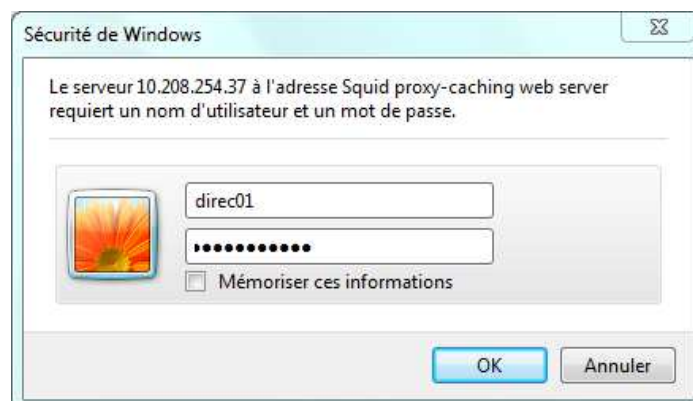 Sécurité de Windows
Le serveur 10.208.254.37 à l'adresse Squid proxy-caching web server
requiert un nom d'utilisateur et un mot de passe.
direc01
Mémoriser ces informations
OK
Annuler